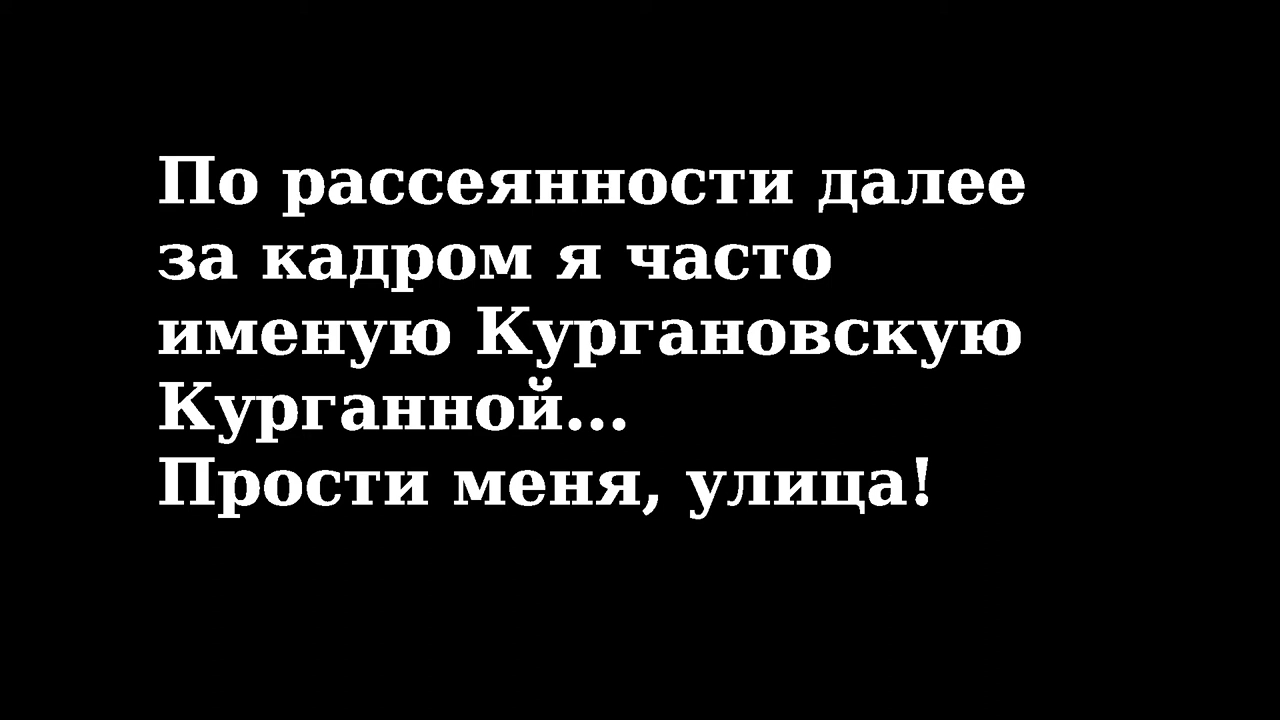 По рассеянности далее
за кадром я часто
именую Кургановскую
Курганной...
Прости меня, улица!